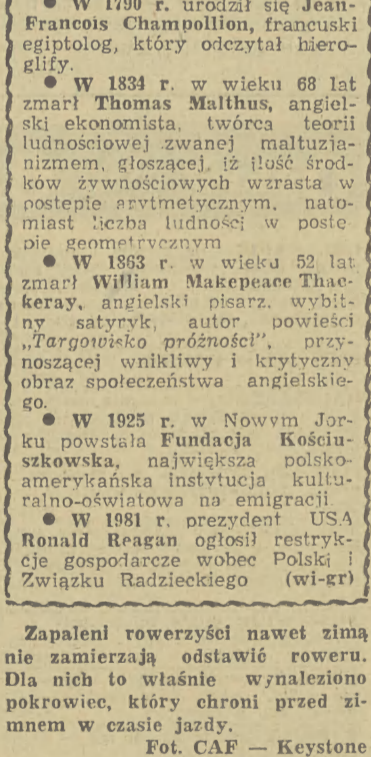 ● W 1790 r. urodził się Jean-
Francois Champollion, francuski
egiptolog, który odczytał hiero-
glify.
● W 1834 r. w wieku 68 lat
zmarł Thomas Malthus, angiel-
ski ekonomista, twórca teorii
ludnościowej zwanej maltuzja-
nizmem, głoszącej, iż ilość środ-
ków żywnościowych wzrasta w
postępie arytmetycznym, nato-
miast liczba ludności w postę-
pie geometrycznym
● W 1863 r. w wieku 52 lat
zmarł William Makepeace Thac-
keray, angielski pisarz, wybit-
ny satyryk, autor powieści
„Targowisko próżności", przy-
noszącej wnikliwy i krytyczny
obraz społeczeństwa angielskie-
go.
● W 1925 r. w Nowym Jor-
ku powstała Fundacja Kościu-
szkowska, największa polsko-
amerykańska instytucja kultu-
ralno-oświatowa na emigracji
● W 1981 r. prezydent USA
Ronald Reagan ogłosił restryk-
cje gospodarcze wobec Polski i
Związku Radzieckiego (wi-gr)
Zapaleni rowerzyści nawet zimą
nie zamierzają odstawić roweru.
Dla nich to właśnie wynaleziono
pokrowiec, który chroni przed zi-
mnem w czasie jazdy.
Fot. CAF — Keystone